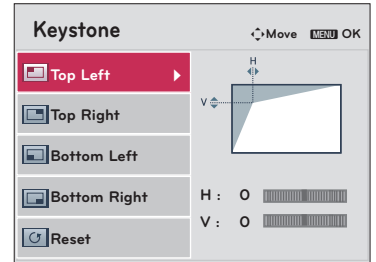 Keystone
Move MENU OK
Top Left
Top Right
Bottom Left
Bottom Right
Reset
H
V
H : 0
V : 0